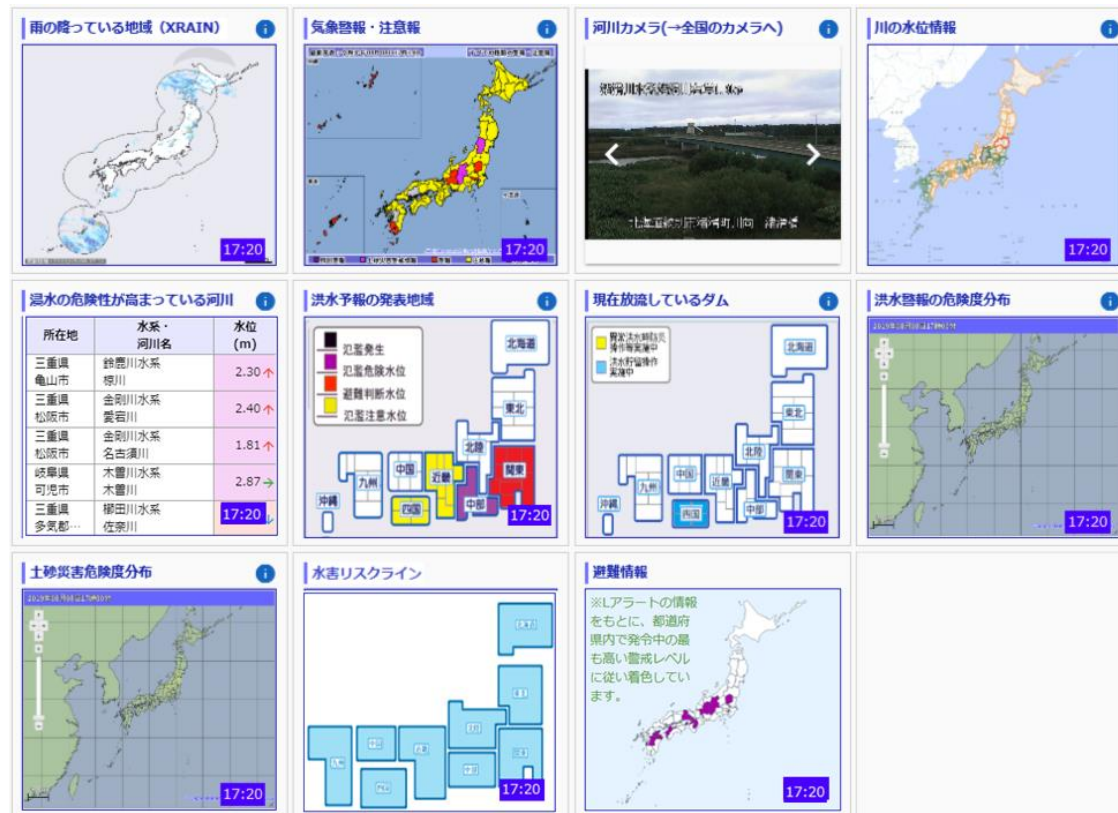 雨の降っている地域（XRAIN）
17:20
気象警報・注意報
17:20
河川カメラ(→全国のカメラへ)
川の水位情報
17:20
浸水の危険性が高まっている河川
所在地 水系・河川名 水位(m)
三重県亀山市 鈴鹿川水系椋川 2.30↑
三重県松阪市 金剛川水系愛宕川 2.40↑
三重県松阪市 金剛川水系名古須川 1.81↑
岐阜県可児市 木曽川水系木曽川 2.87→
三重県多気郡… 櫛田川水系佐奈川
17:20
洪水予報の発表地域
氾濫発生
氾濫危険水位
避難判断水位
氾濫注意水位
北海道
東北
北陸
関東
中国
近畿
九州
中部
四国
沖縄
17:20
現在放流しているダム
洪水貯留操作
実施中
北海道
東北
北陸
関東
中国
近畿
九州
中部
四国
沖縄
17:20
洪水警報の危険度分布
17:20
土砂災害危険度分布
17:20
水害リスクライン
九州
17:20
避難情報
※Lアラートの情報
をもとに、都道府
県内で発令中の最
も高い警戒レベル
に従い着色してい
ます。
17:20